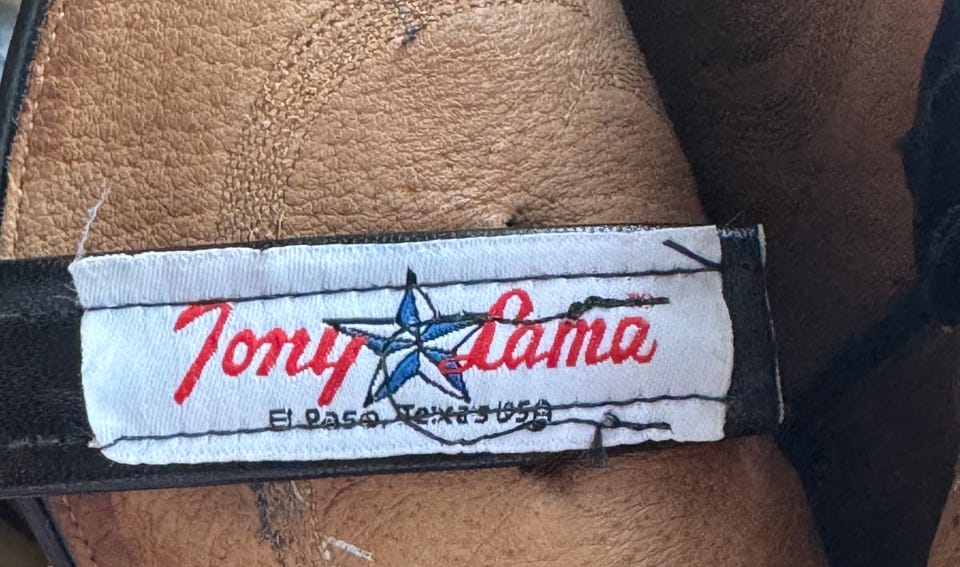 Tony Lama
El Paso, Texas USA